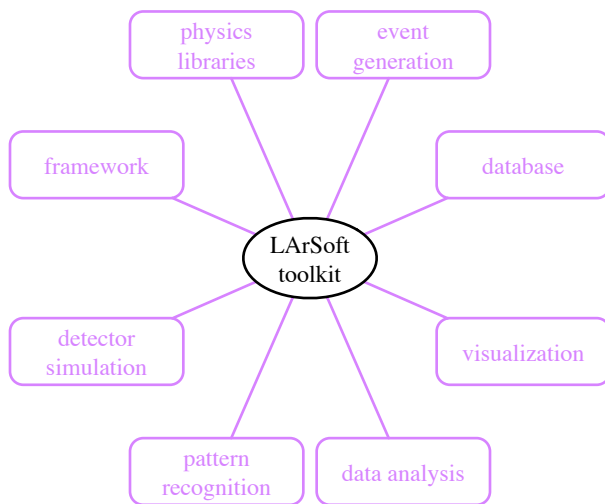 physics
libraries
event
generation
framework
database
LArSoft
toolkit
detector
simulation
visualization
pattern
recognition
data analysis